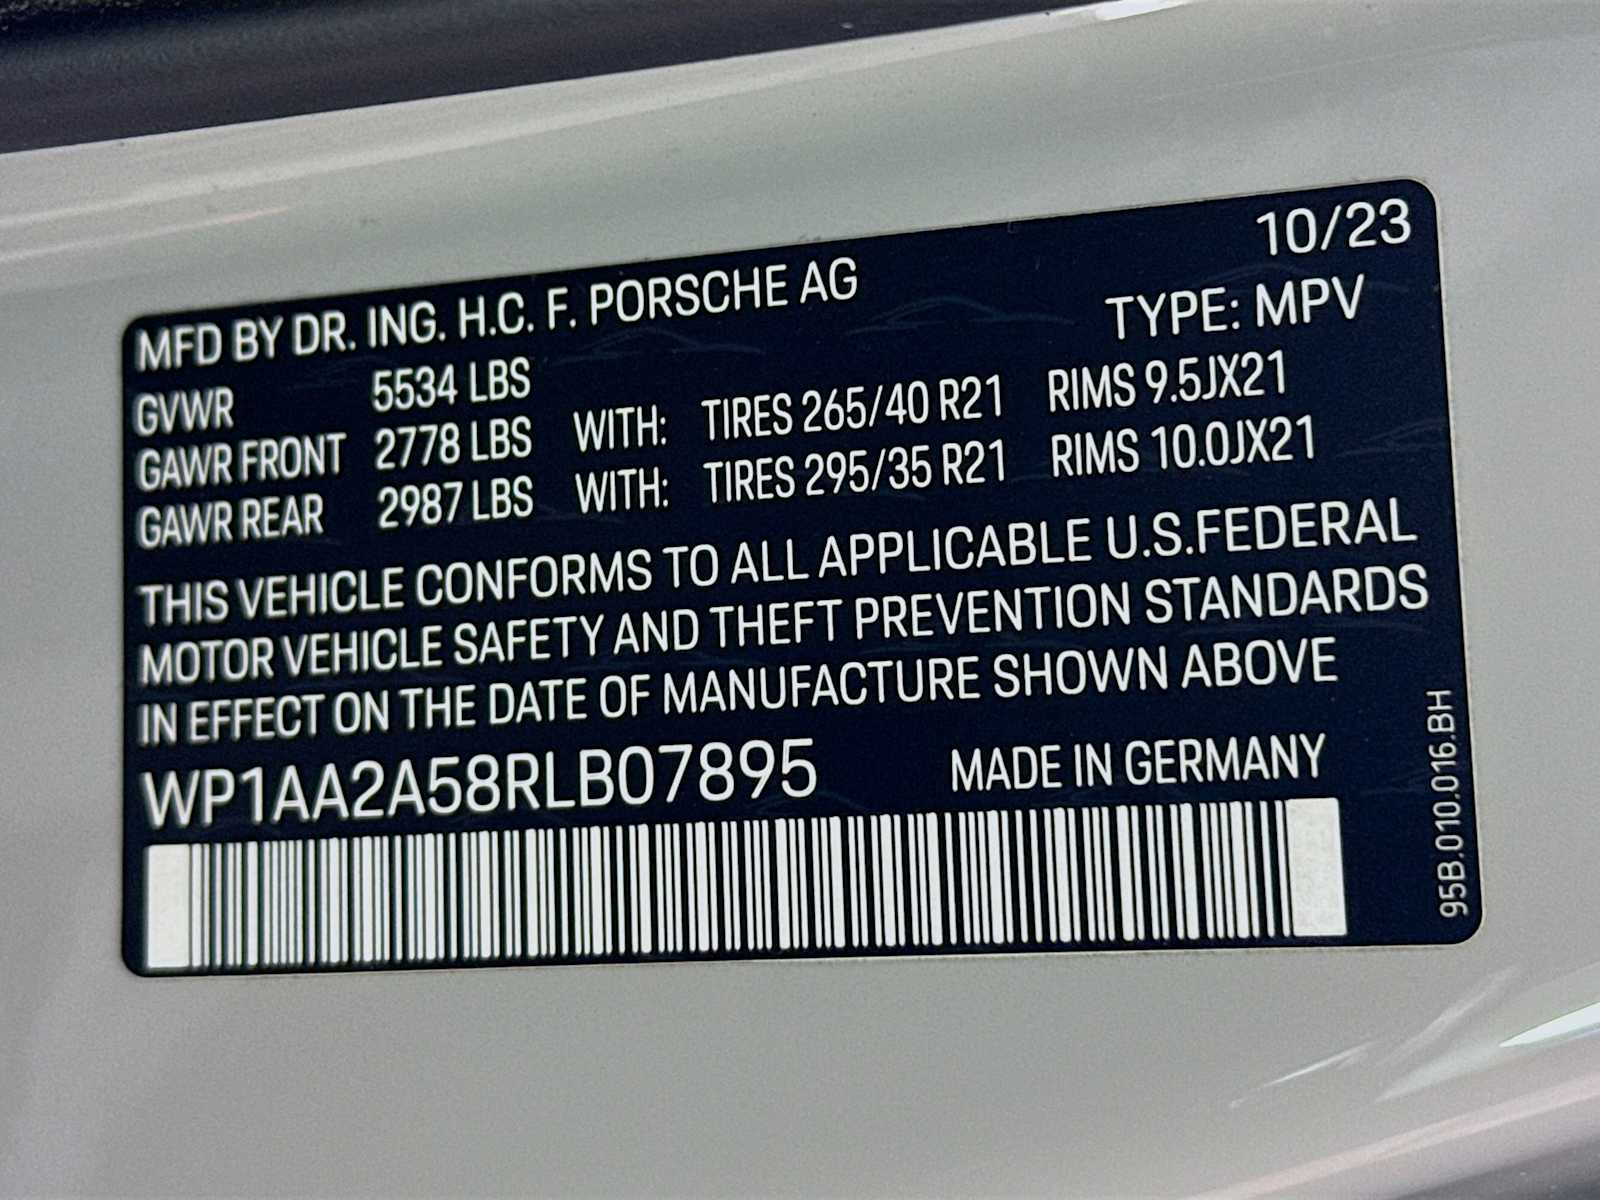 10/23
MFD BY DR. ING. H.C. F. PORSCHE AG TYPE: MPV
GVWR 5534 LBS
GAWR FRONT 2778 LBS WITH: TIRES 265/40 R21 RIMS 9.5JX21
GAWR REAR 2987 LBS WITH: TIRES 295/35 R21 RIMS 10.0JX21
THIS VEHICLE CONFORMS TO ALL APPLICABLE U.S.FEDERAL
MOTOR VEHICLE SAFETY AND THEFT PREVENTION STANDARDS
IN EFFECT ON THE DATE OF MANUFACTURE SHOWN ABOVE
WP1AA2A58RLB07895 MADE IN GERMANY
95B.010.016.BH